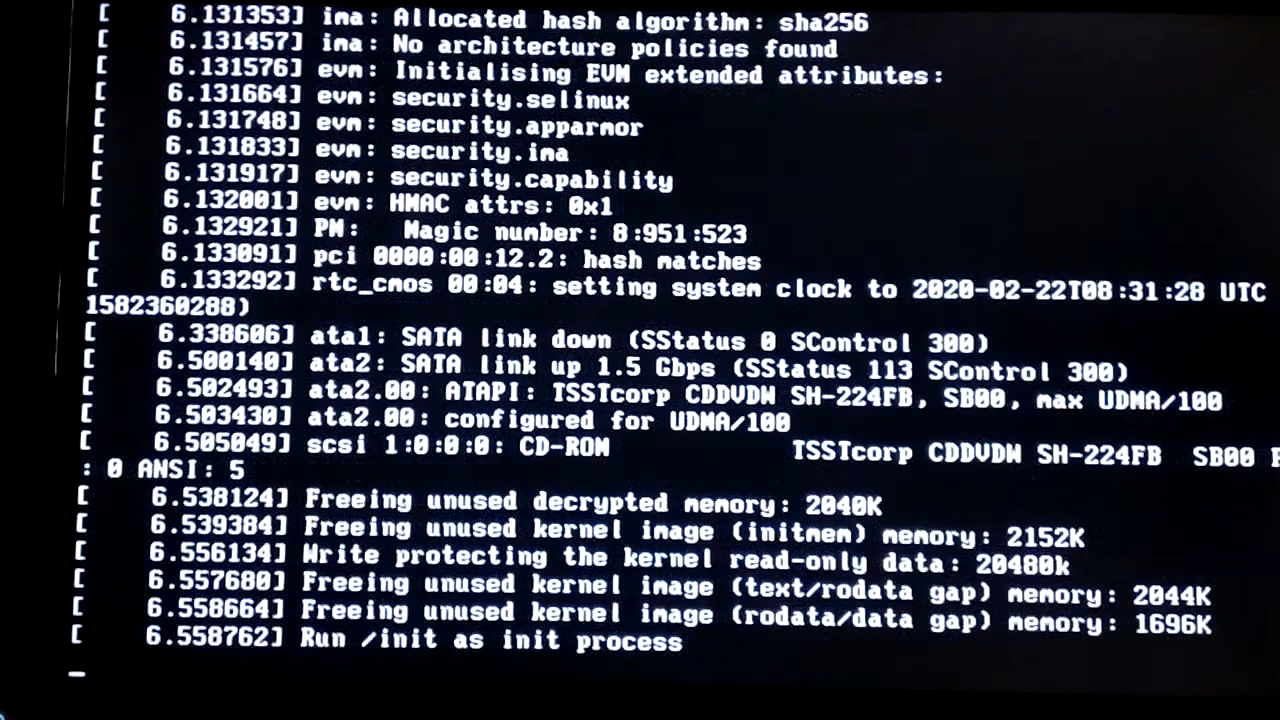 [    6.131353] ima: Allocated hash algorithm: sha256
[    6.131457] ima: No architecture policies found
[    6.131576] evm: Initialising EVM extended attributes:
[    6.131664] evm: security.selinux
[    6.131748] evm: security.apparmor
[    6.131833] evm: security.ima
[    6.131917] evm: security.capability
[    6.132001] evm: HMAC attrs: 0x1
[    6.132921] PM:   Magic number: 8:951:523
[    6.133091] pci 0000:00:12.2: hash matches
[    6.133292] rtc_cmos 00:04: setting system clock to 2020-02-22T08:31:28 UTC
1582360288)
[    6.338606] ata1: SATA link down (SStatus 0 SControl 300)
[    6.500140] ata2: SATA link up 1.5 Gbps (SStatus 113 SControl 300)
[    6.502493] ata2.00: ATAPI: TSSTcorp CDDVDW SH-224FB, SB00, max UDMA/100
[    6.503430] ata2.00: configured for UDMA/100
[    6.505049] scsi 1:0:0:0: CD-ROM            TSSTcorp CDDVDW SH-224FB  SB00
: 0 ANSI: 5
[    6.538124] Freeing unused decrypted memory: 2040K
[    6.539384] Freeing unused kernel image (initmem) memory: 2152K
[    6.556134] Write protecting the kernel read-only data: 20480k
[    6.557680] Freeing unused kernel image (text/rodata gap) memory: 2044K
[    6.558664] Freeing unused kernel image (rodata/data gap) memory: 1696K
[    6.558762] Run /init as init process